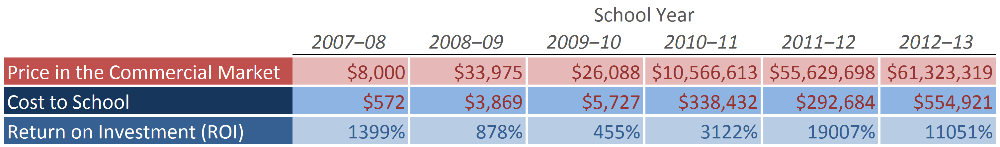 School Year
2007–08 2008–09 2009–10 2010–11 2011–12 2012–13
Price in the Commercial Market $8,000 $33,975 $26,088 $10,566,613 $55,629,698 $61,323,319
Cost to School $572 $3,869 $5,727 $338,432 $292,684 $554,921
Return on Investment (ROI) 1399% 878% 455% 3122% 19007% 11051%